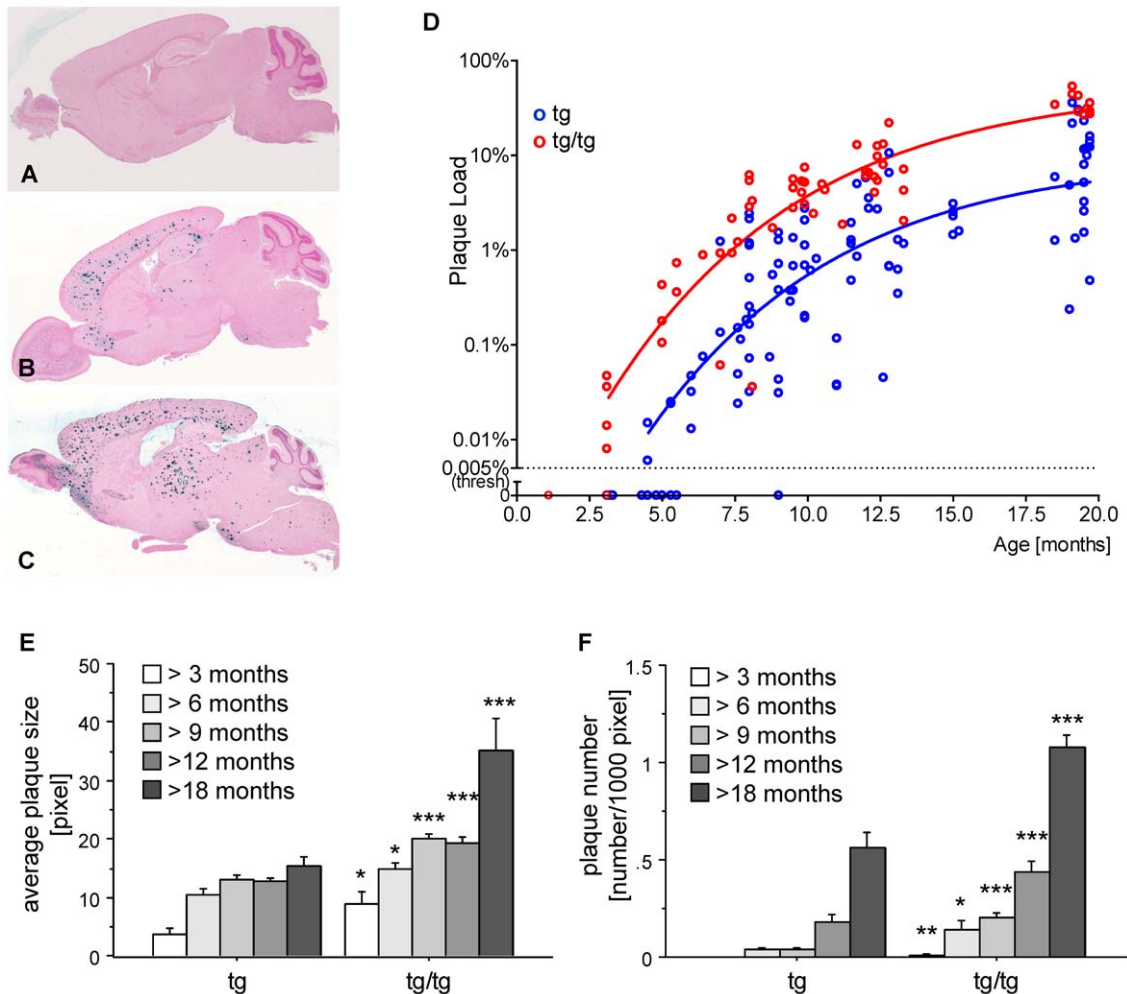 A
B
C
D
Plaque Load
100%
10%
1%
0.1%
0.01%
0.005%
(thresh)
0
tg
tg/tg
0.0 2.5 5.0 7.5 10.0 12.5 15.0 17.5 20.0
Age [months]
E
average plaque size
[pixel]
50
40
30
20
10
0
> 3 months
> 6 months
> 9 months
>12 months
>18 months
* * *** *** ***
tg tg/tg
F
plaque number
[number/1000 pixel]
1.5
1
.5
0
> 3 months
> 6 months
> 9 months
>12 months
>18 months
** * *** *** ***
tg tg/tg